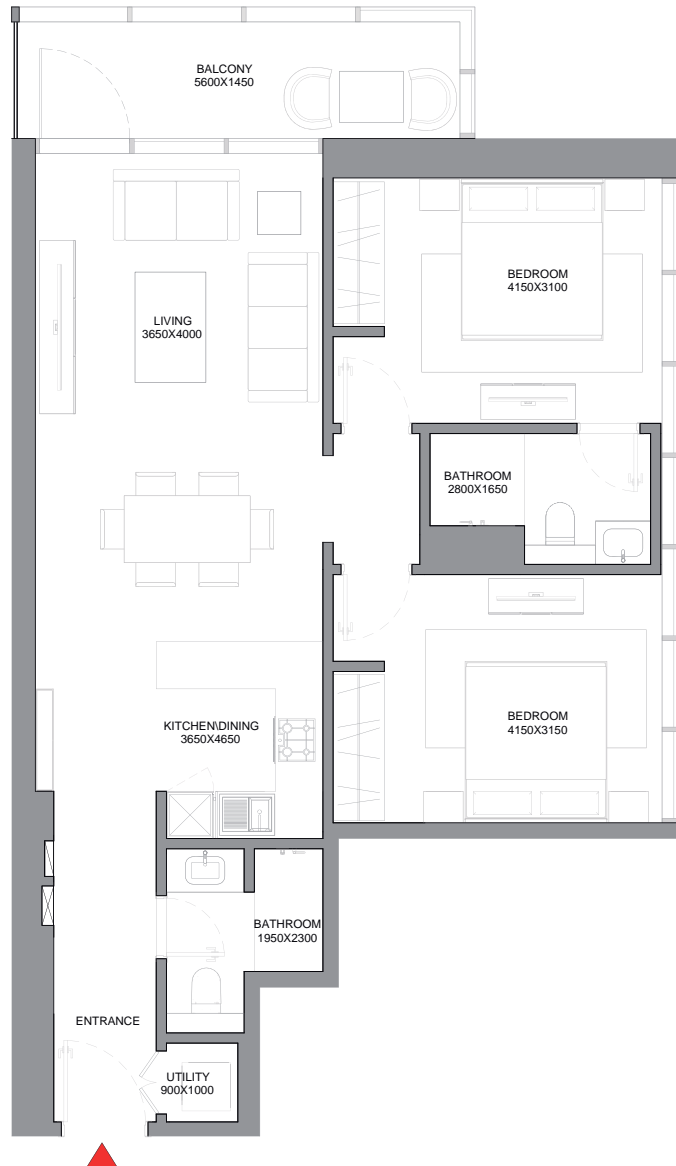 BALCONY
5600X1450
BEDROOM
4150X3100
LIVING
3650X4000
BATHROOM
2800X1650
KITCHEN\DINING
3650X4650
BEDROOM
4150X3150
BATHROOM
1950X2300
ENTRANCE
UTILITY
900X1000